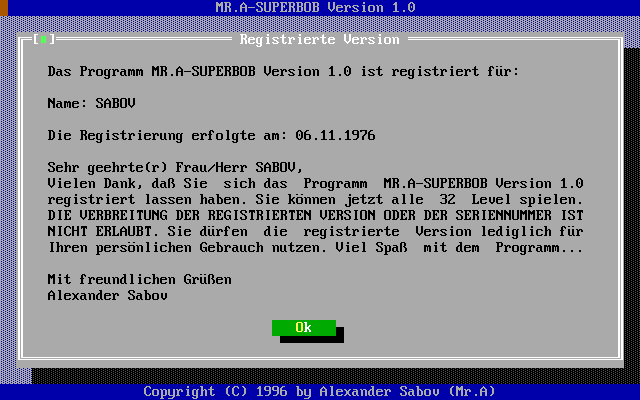 MR.A-SUPERBOB Version 1.0
[■] Registrierte Version
Das Programm MR.A-SUPERBOB Version 1.0 ist registriert für:
Name: SABOV
Die Registrierung erfolgte am: 06.11.1976
Sehr geehrte(r) Frau/Herr SABOV,
Vielen Dank, daß Sie sich das Programm MR.A-SUPERBOB Version 1.0
registriert lassen haben. Sie können jetzt alle 32 Level spielen.
DIE VERBREITUNG DER REGISTRIERTEN VERSION ODER DER SERIENNUMMER IST
NICHT ERLAUBT. Sie dürfen die registrierte Version lediglich für
Ihren persönlichen Gebrauch nutzen. Viel Spaß mit dem Programm...
Mit freundlichen Grüßen
Alexander Sabov
Ok
Copyright (C) 1996 by Alexander Sabov (Mr.A)